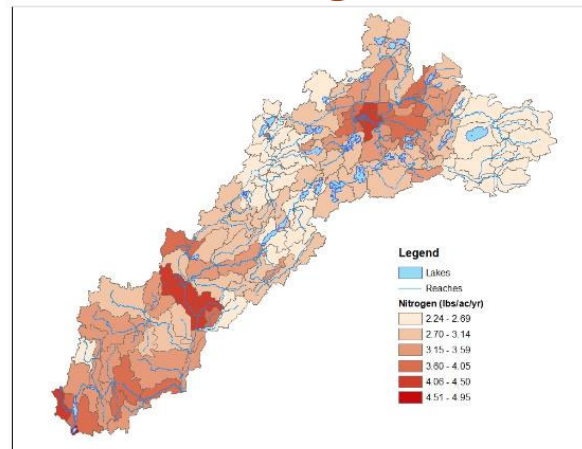 Legend
Lakes
Reaches
Nitrogen (lbs/ac/yr)
2.24 - 2.69
2.70 - 3.14
3.15 - 3.59
3.60 - 4.05
4.06 - 4.50
4.51 - 4.95